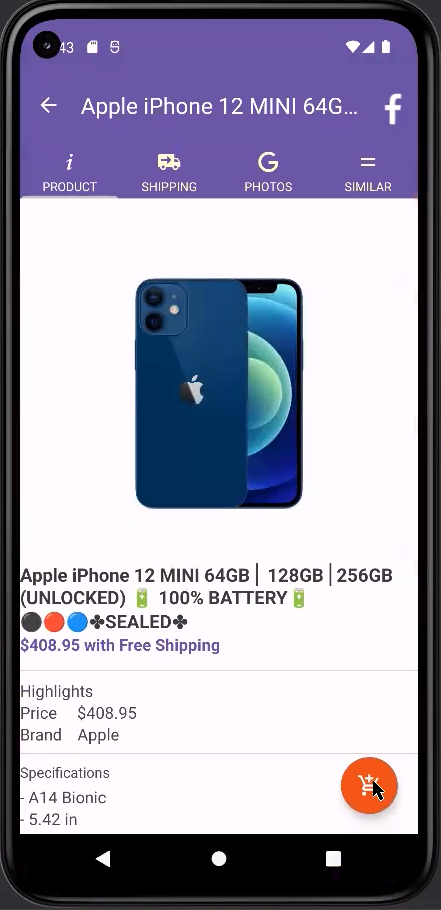 :43
Apple iPhone 12 MINI 64G...
PRODUCT
SHIPPING
PHOTOS
SIMILAR
Apple iPhone 12 MINI 64GB│ 128GB│256GB
(UNLOCKED) 🔋 100% BATTERY🔋
⚫🔴🔵✤SEALED✤
$408.95 with Free Shipping
Highlights
Price $408.95
Brand Apple
Specifications
- A14 Bionic
- 5.42 in